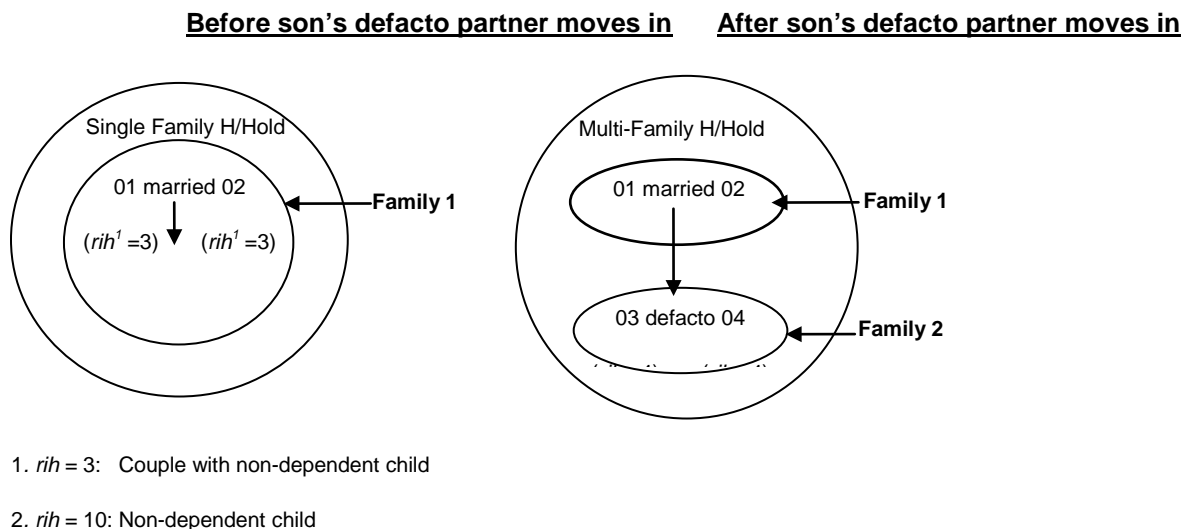 Before son's defacto partner moves in
After son's defacto partner moves in
Single Family H/Hold
01 married 02
Family 1
(rih¹ =3) (rih¹ =3)
Multi-Family H/Hold
01 married 02
Family 1
03 defacto 04
Family 2
1. rih = 3: Couple with non-dependent child
2. rih = 10: Non-dependent child